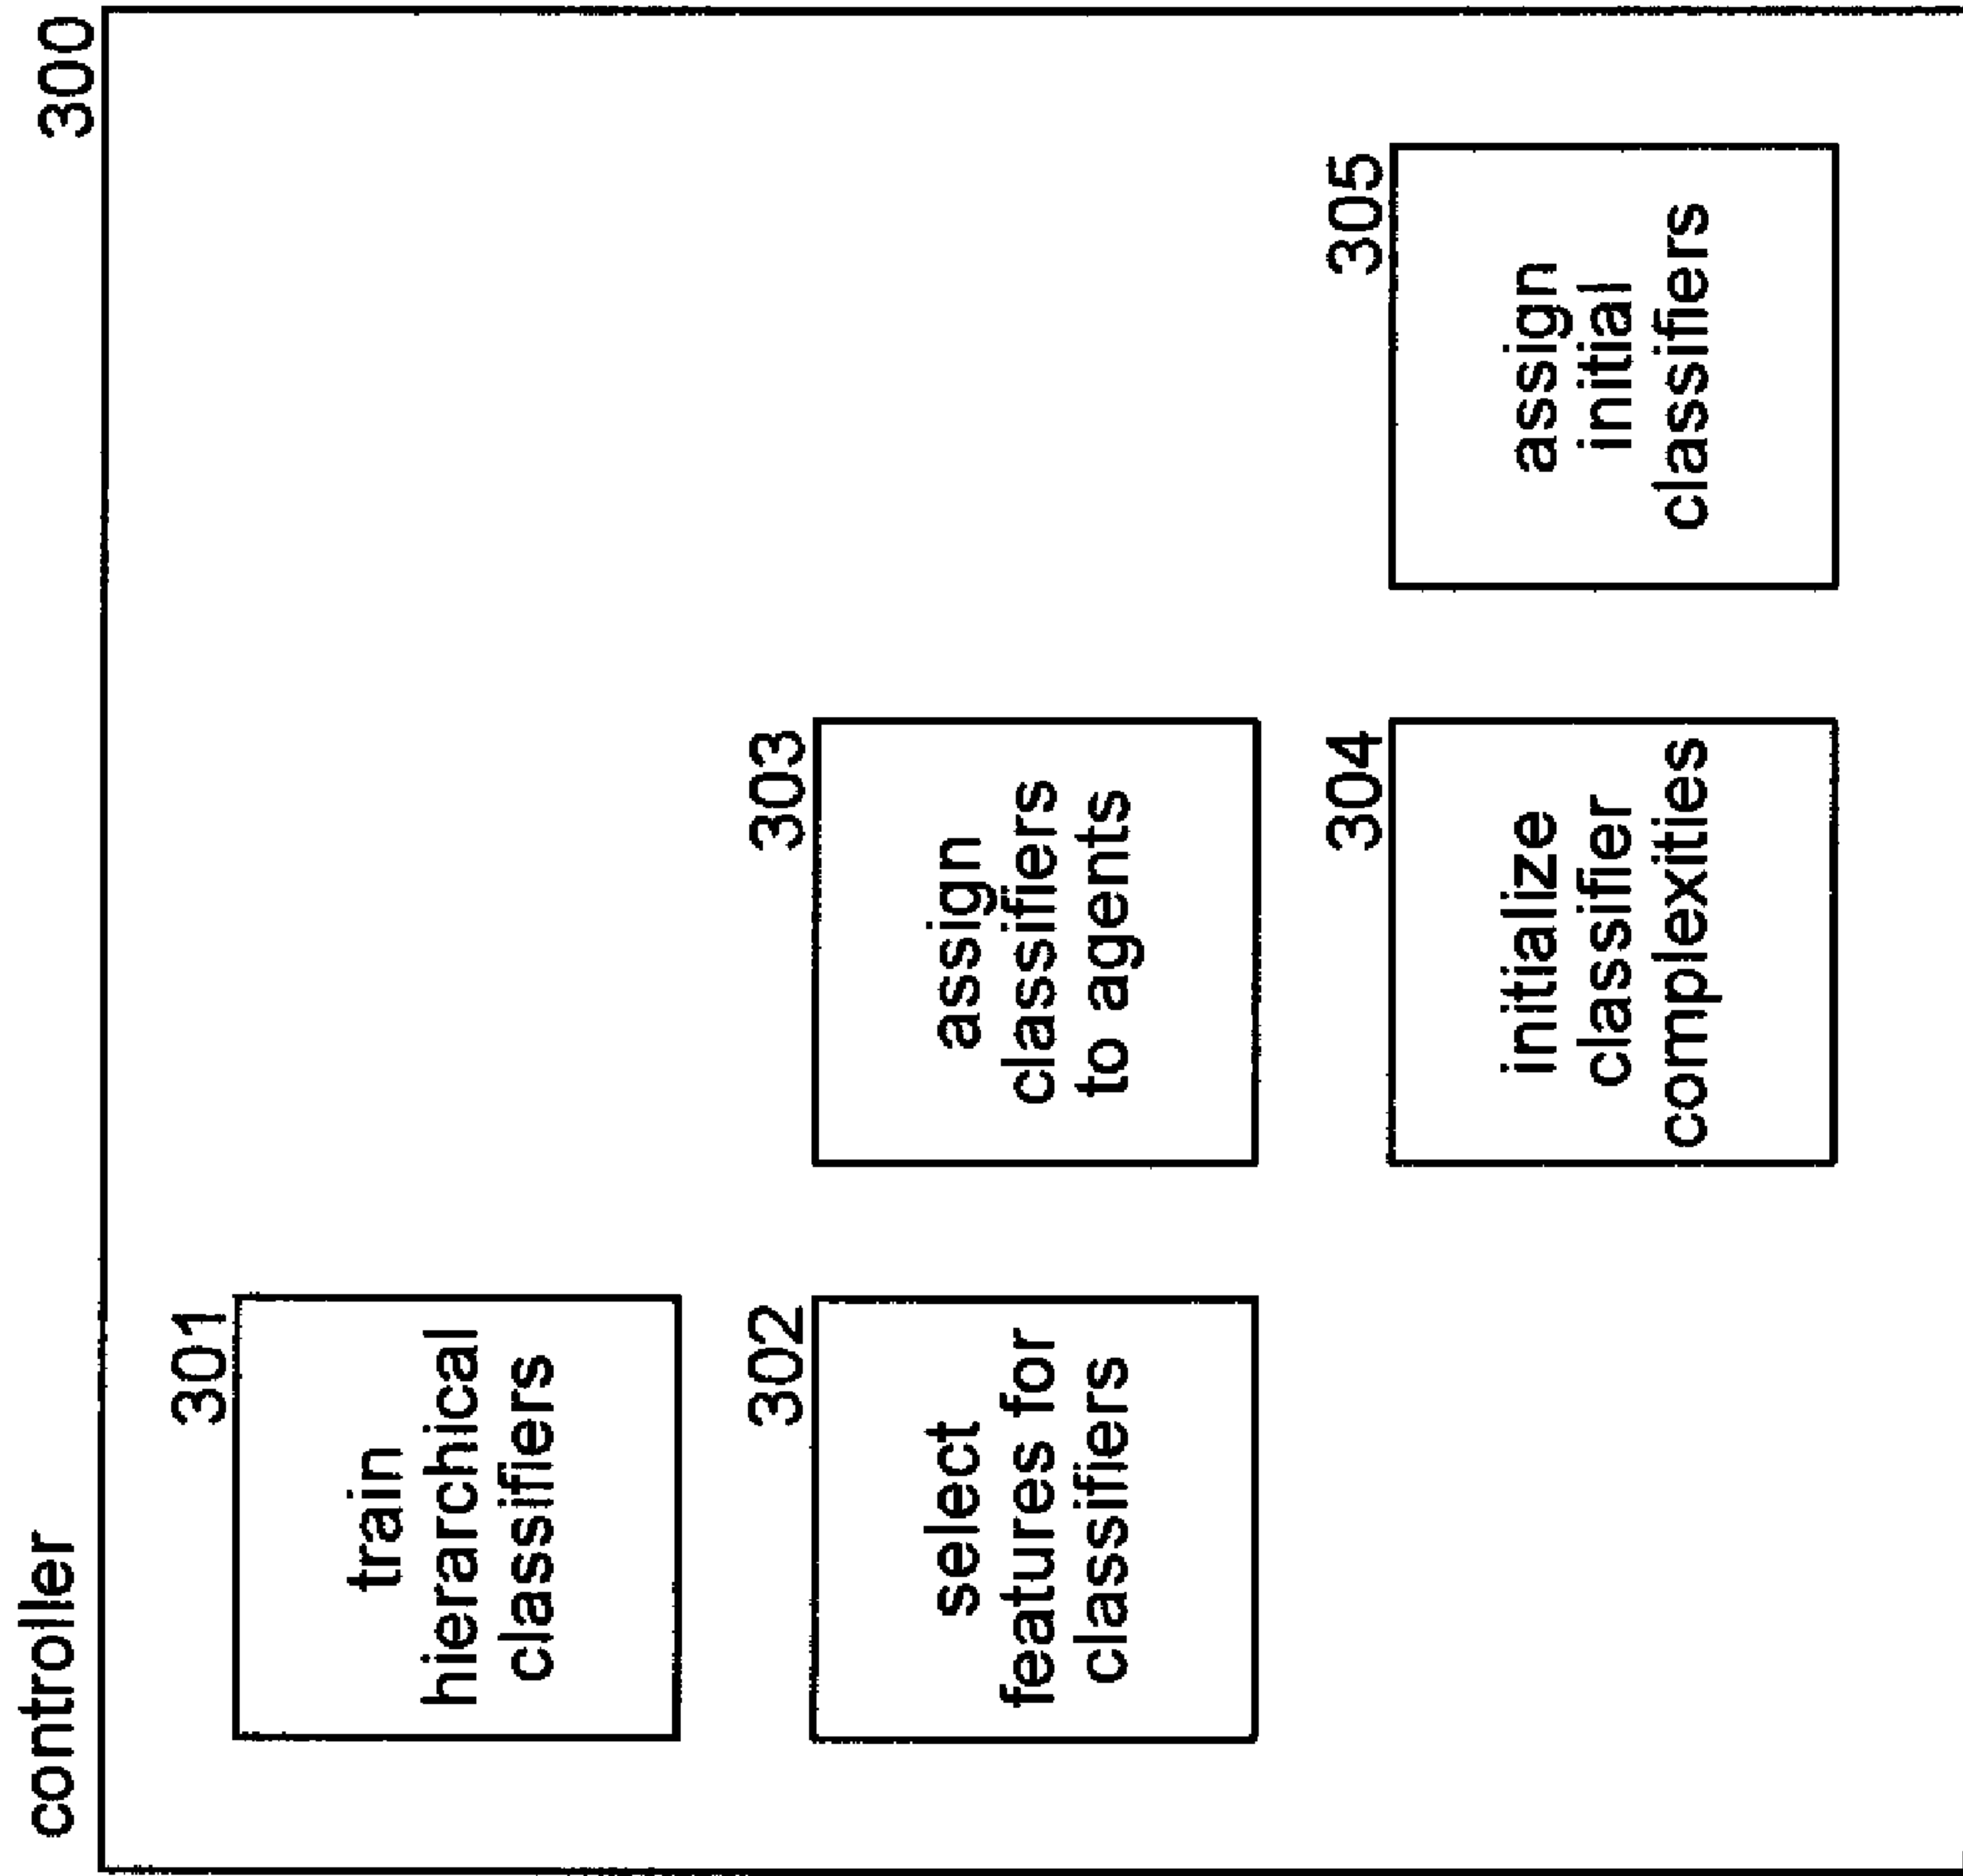 controller
300
301
train
hierarchical
classifiers
302
select
features for
classifiers
303
assign
classifiers
to agents
304
initialize
classifier
complexities
305
assign
initial
classifiers